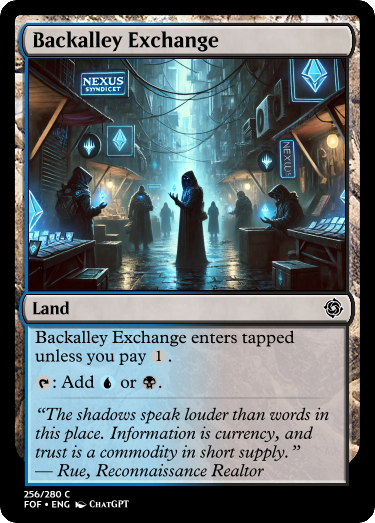 Backalley Exchange
NEXUS
SYNDICET
NEXU
Land
Backalley Exchange enters tapped
unless you pay 1 .
: Add or .
“The shadows speak louder than words in
this place. Information is currency, and
trust is a commodity in short supply.”
— Rue, Reconnaissance Realtor
256/280 C
FOF • ENG ChatGPT